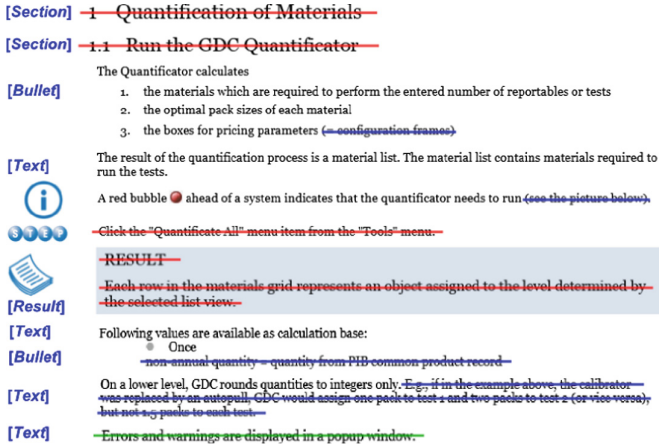 [Section] 1 Quantification of Materials
[Section] 1.1 Run the GDC Quantificator
The Quantificator calculates
[Bullet] 1. the materials which are required to perform the entered number of reportables or tests
2. the optimal pack sizes of each material
3. the boxes for pricing parameters (= configuration frames)
[Text] The result of the quantification process is a material list. The material list contains materials required to
run the tests.
i A red bubble ahead of a system indicates that the quantificator needs to run (see the picture below).
STEP Click the "Quantificate All" menu item from the "Tools" menu.
RESULT
Each row in the materials grid represents an object assigned to the level determined by
[Result] the selected list view.
[Text] Following values are available as calculation base:
Once
[Bullet] non-annual quantity = quantity from PIB common product record
On a lower level, GDC rounds quantities to integers only. E.g., if in the example above, the calibrator
[Text] was replaced by an autopull, GDC would assign one pack to test 1 and two packs to test 2 (or vice versa),
but not 1.5 packs to each test.
[Text] Errors and warnings are displayed in a popup window.